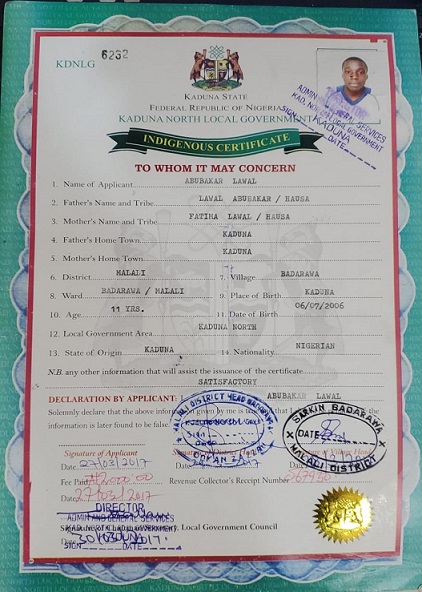 KDNLG 6232
KADUNA STATE
FEDERAL REPUBLIC OF NIGERIA
KADUNA NORTH LOCAL GOVERNMENT
INDIGENOUS CERTIFICATE
TO WHOM IT MAY CONCERN
1. Name of Applicant ABUBAKAR LAWAL
2. Father's Name and Tribe LAWAL ABUBAKAR / HAUSA
3. Mother's Name and Tribe FATIMA LAWAL / HAUSA
4. Father's Home Town KADUNA
5. Mother's Home Town KADUNA
6. District MALALI 7. Village BADARAWA
8. Ward BADARAWA / MALALI 9. Place of Birth KADUNA
10. Age 11 YRS. 11. Date of Birth 06/07/2006
12. Local Government Area KADUNA NORTH
13. State of Origin KADUNA 14. Nationality NIGERIAN
N.B. any other information that will assist the issuance of the certificate
SATISFACTORY
DECLARATION BY APPLICANT: I ABUBAKAR LAWAL
Solemnly declare that the above information given by me is
information is later found to be false
SARKIN BADARAWA
DATE
MALALI DISTRICT
Signature of Applicant
Date 27/03/2017
Fee Paid Revenue Collector's Receipt Number
Date 27/03/2017
DIRECTOR
ADMIN AND GENERAL SERVICES
Local Government Council
KADUNA
SIGN DATE